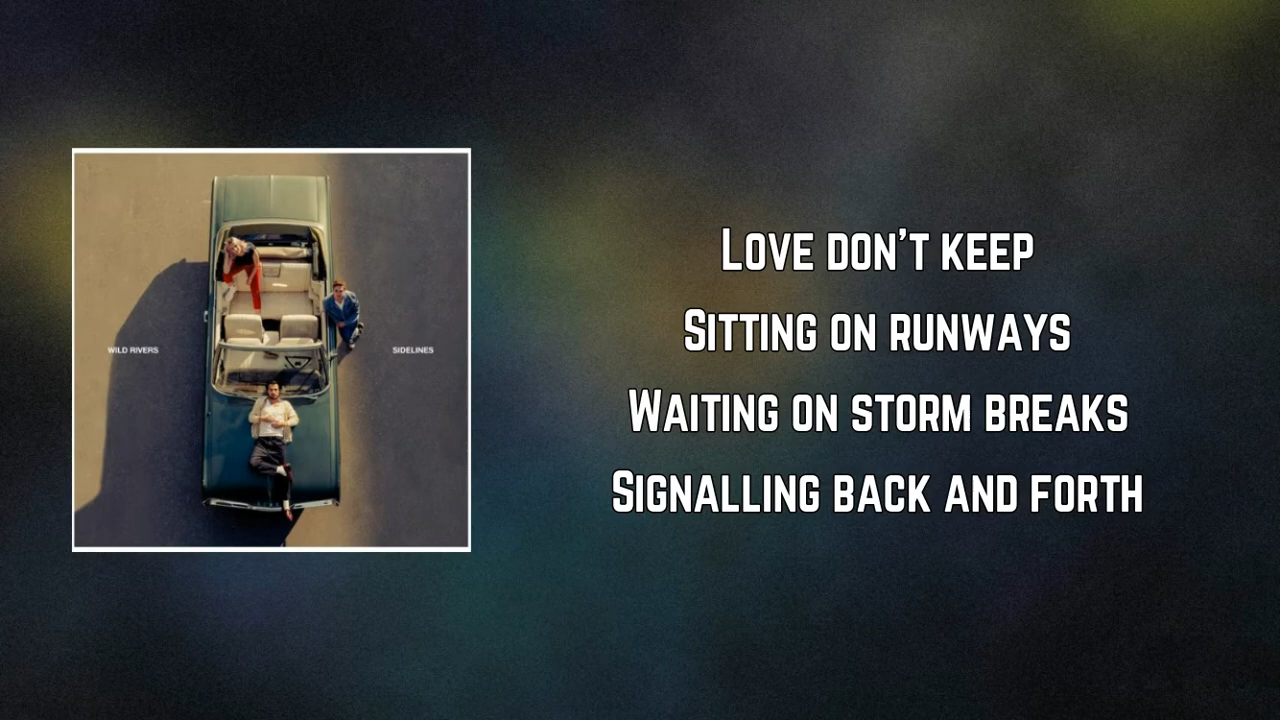 WILD RIVERS
SIDELINES
LOVE DON'T KEEP
SITTING ON RUNWAYS
WAITING ON STORM BREAKS
SIGNALLING BACK AND FORTH